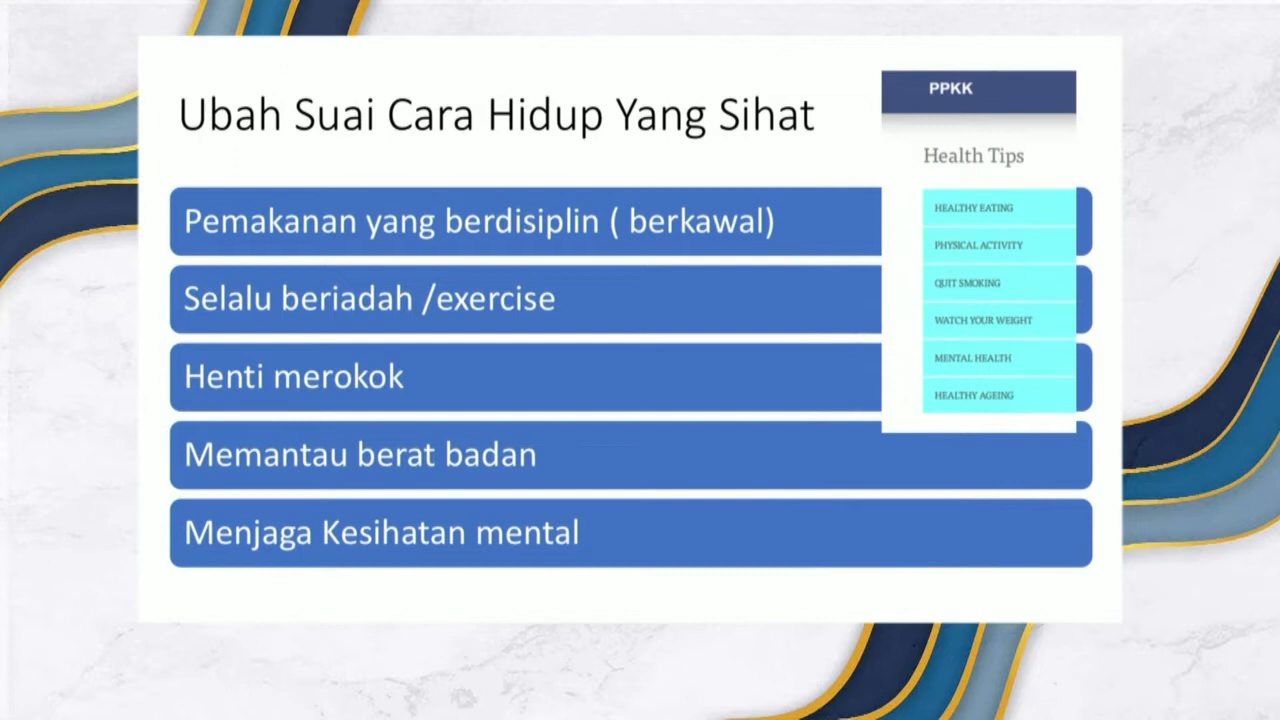 Ubah Suai Cara Hidup Yang Sihat
Pemakanan yang berdisiplin ( berkawal)
Selalu beriadah /exercise
Henti merokok
Memantau berat badan
Menjaga Kesihatan mental
PPKK
Health Tips
HEALTHY EATING
PHYSICAL ACTIVITY
QUIT SMOKING
WATCH YOUR WEIGHT
MENTAL HEALTH
HEALTHY AGEING